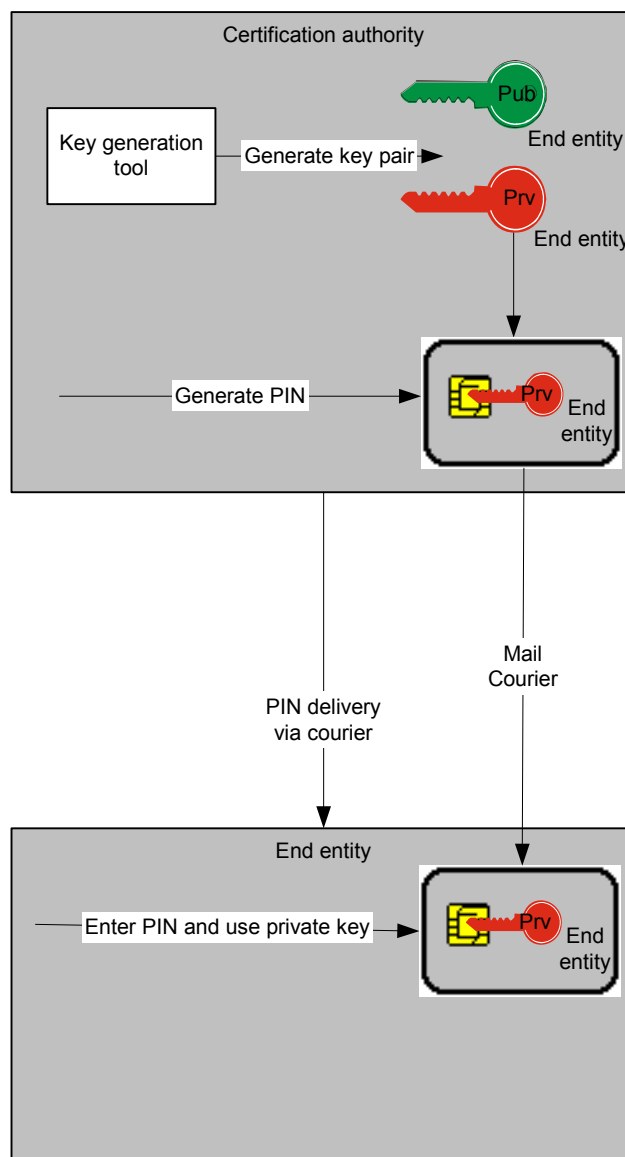 Certification authority
Pub
End entity
Key generation
tool
Generate key pair
Prv
End entity
Generate PIN
Prv
End
entity
Mail
Courier
PIN delivery
via courier
End entity
Enter PIN and use private key
Prv
End
entity